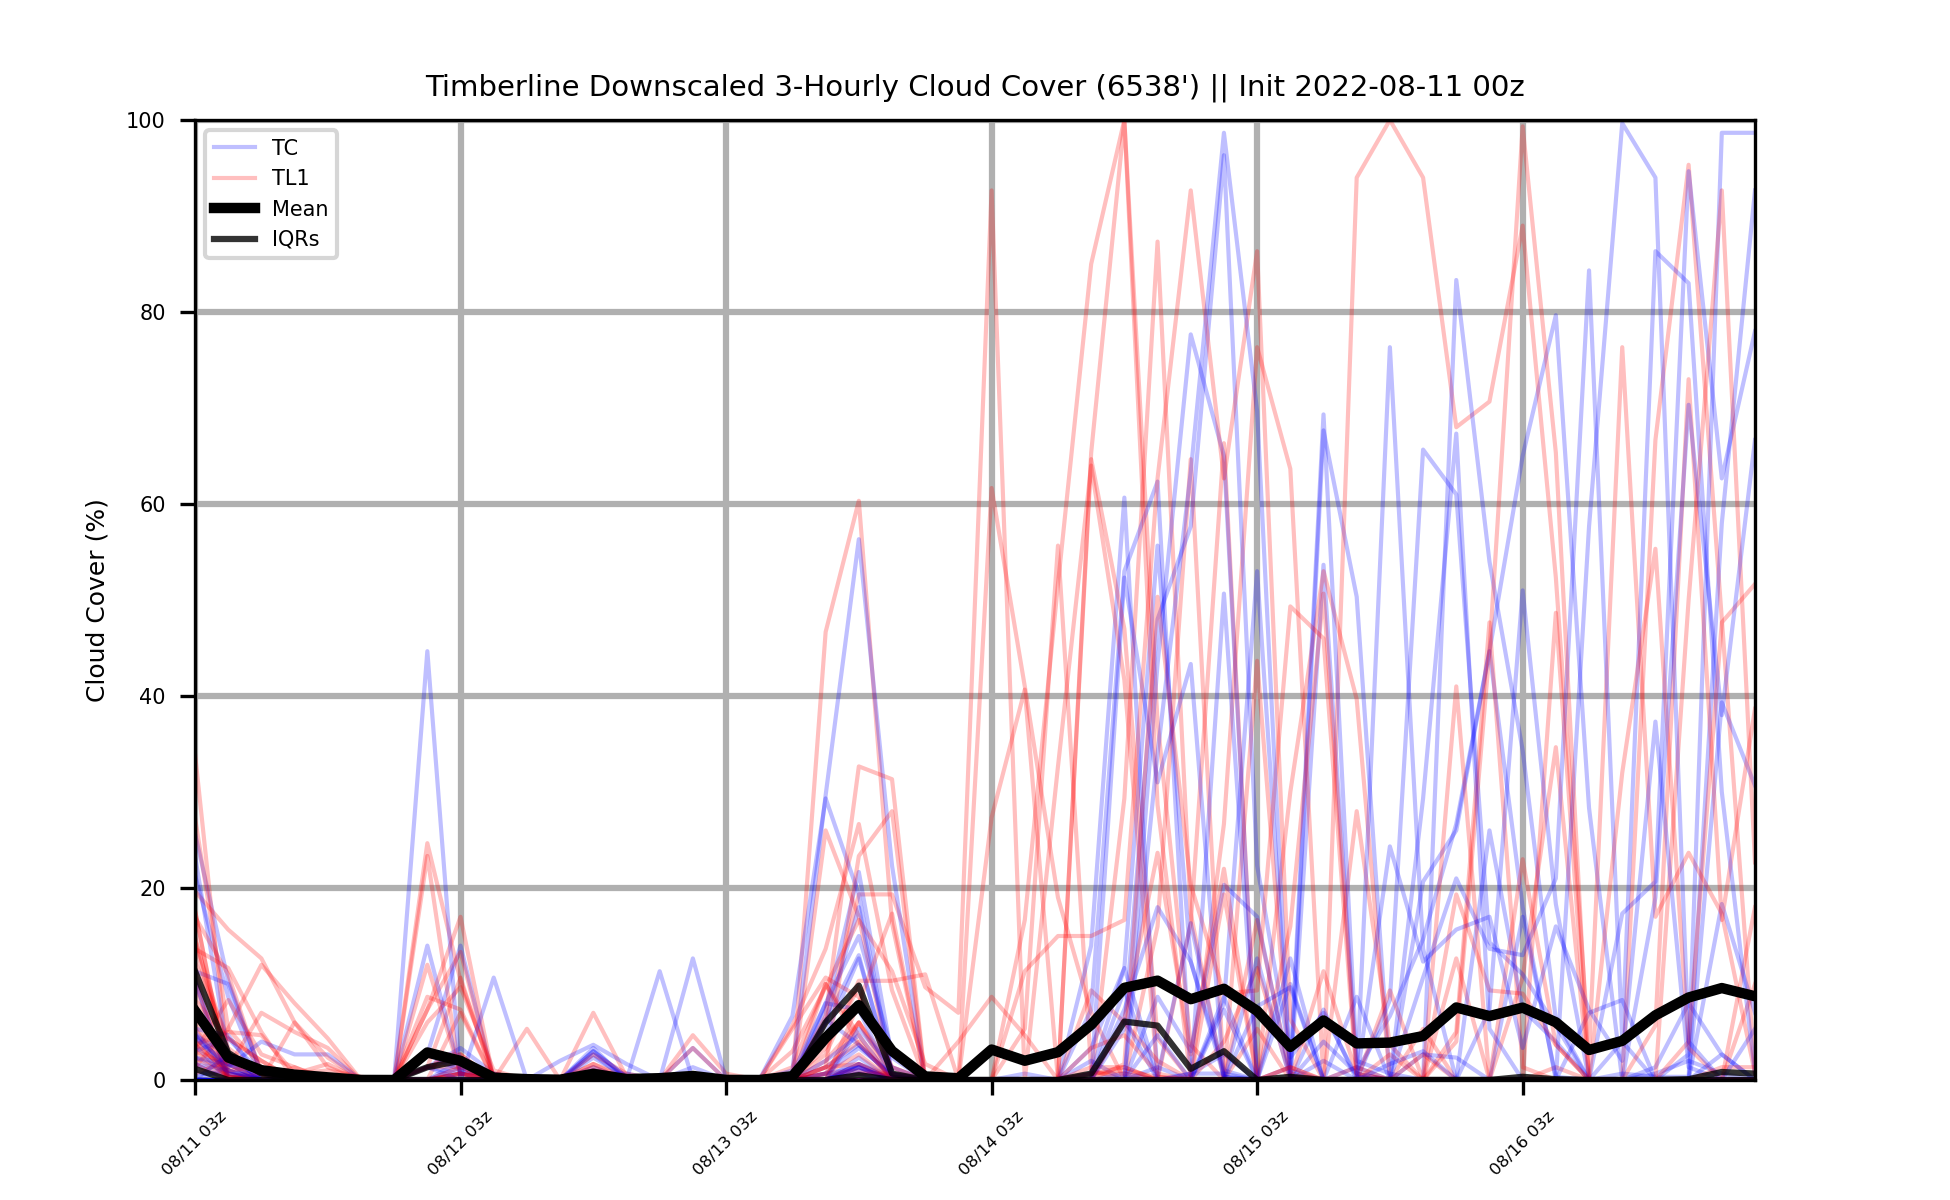 Timberline Downscaled 3-Hourly Cloud Cover (6538') || Init 2022-08-11 00z
TC
TL1
Mean
IQRs
Cloud Cover (%)
100
80
60
40
20
0
08/11 03z
08/12 03z
08/13 03z
08/14 03z
08/15 03z
08/16 03z